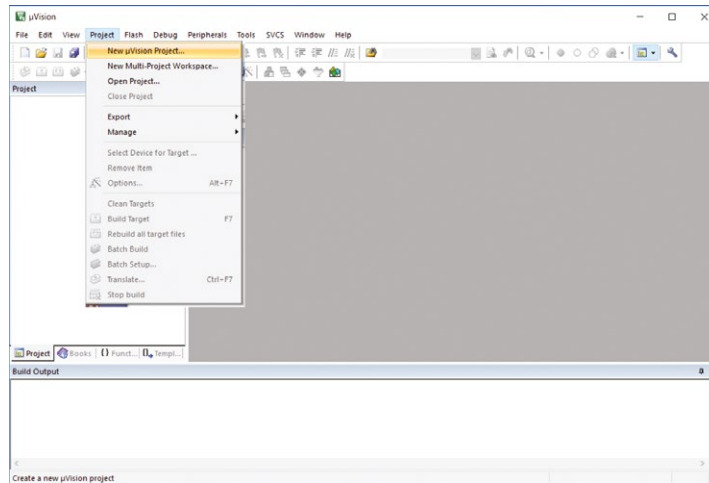 µVision
File Edit View Project Flash Debug Peripherals Tools SVCS Window Help
Project
New µVision Project...
New Multi-Project Workspace...
Open Project...
Close Project
Export
Manage
Select Device for Target ...
Remove Item
Options... Alt+F7
Clean Targets
Build Target F7
Rebuild all target files
Batch Build
Batch Setup...
Translate... Ctrl+F7
Stop build
Project Books {} Funct... 0 Templ...
Build Output
Create a new µVision project